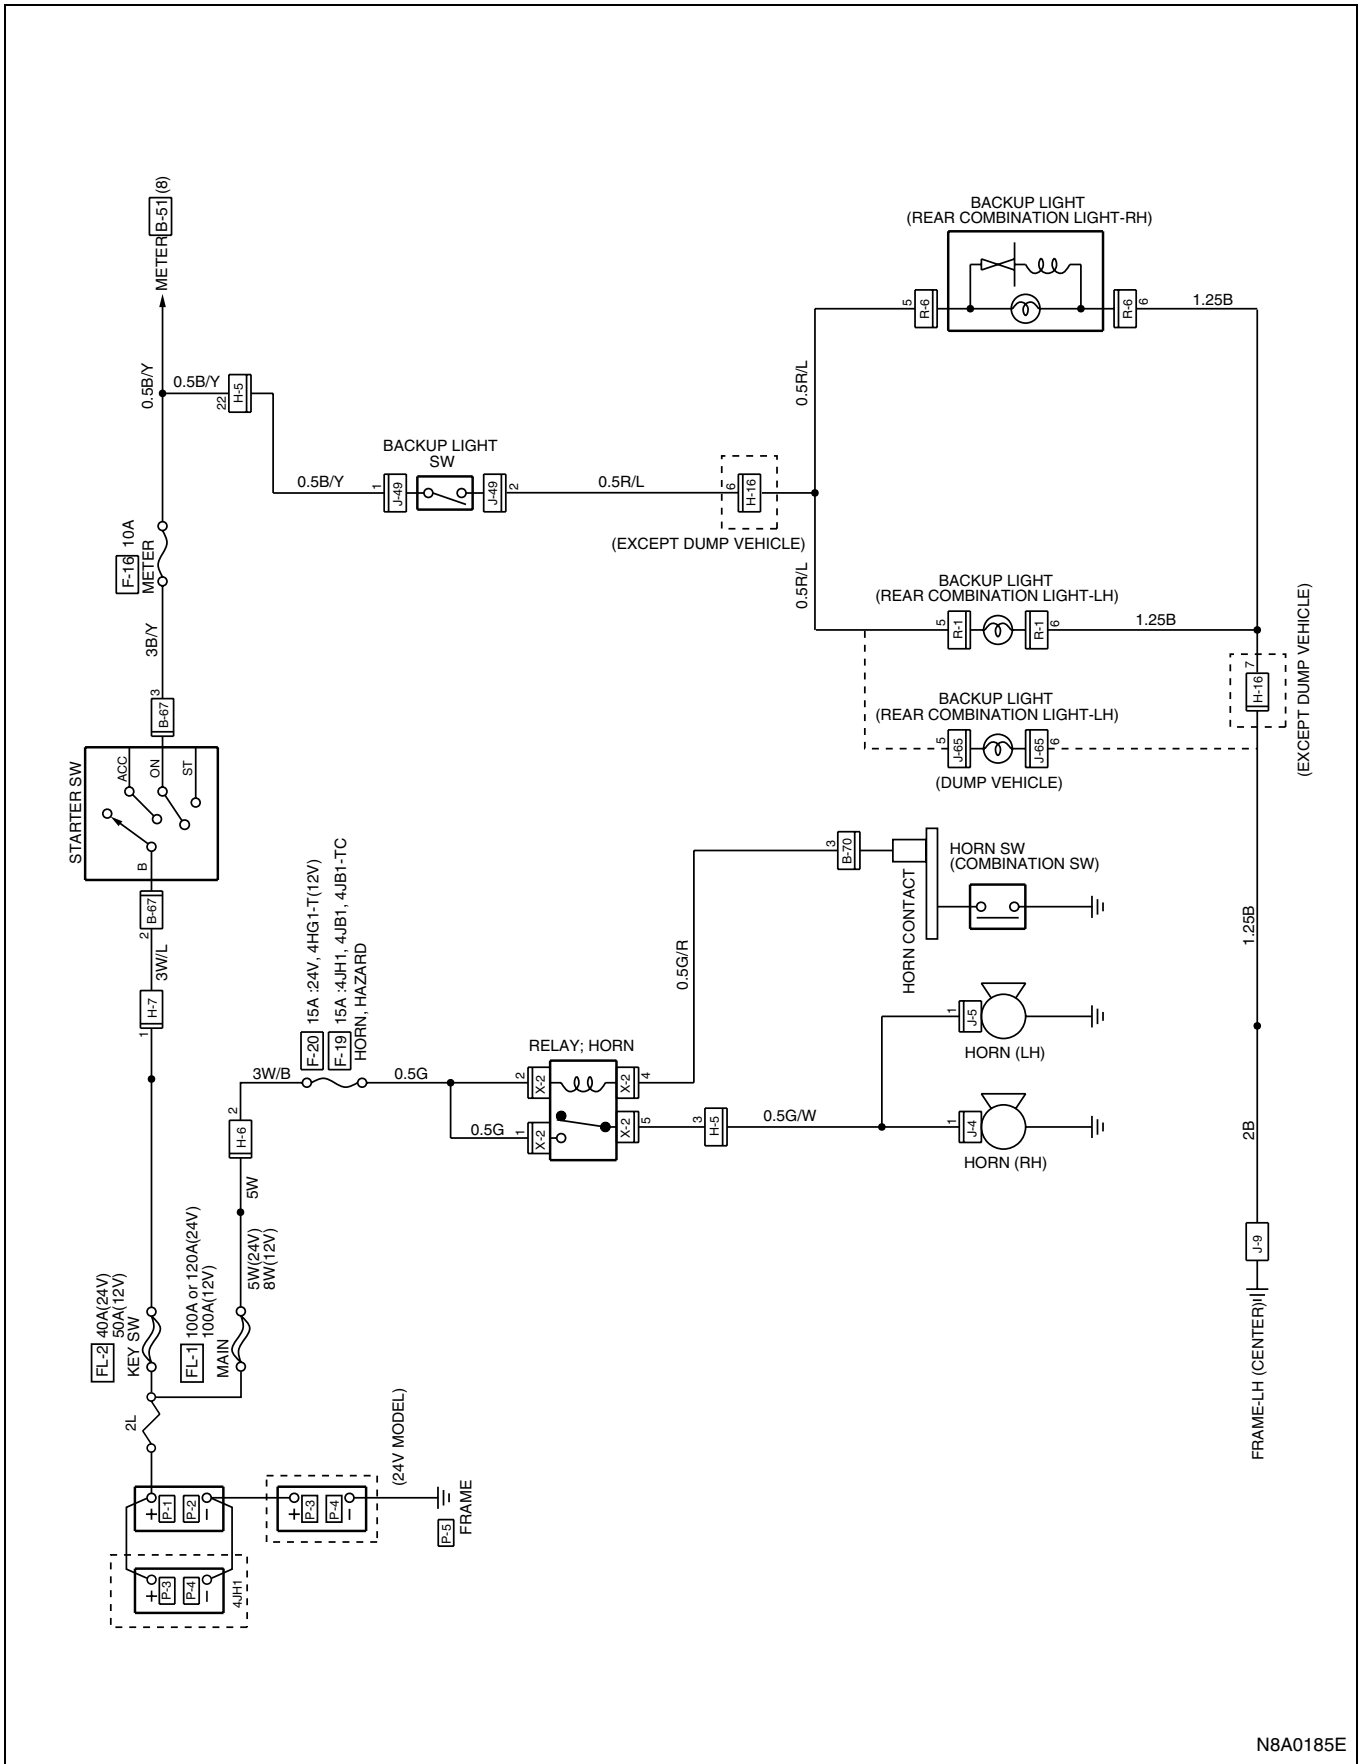 METER B-51 (8)
0.5B/Y
0.5B/Y
22
H-5
F-16 10A
METER
3B/Y
3
B-67
STARTER SW
ACC
ON
ST
B
B-67
2
3W/L
H-7
1
0.5B/Y
1
J-49
BACKUP LIGHT
SW
J-49
2
0.5R/L
6
H-16
(EXCEPT DUMP VEHICLE)
0.5R/L
0.5R/L
BACKUP LIGHT
(REAR COMBINATION LIGHT-RH)
5
R-6
R-6
6
1.25B
BACKUP LIGHT
(REAR COMBINATION LIGHT-LH)
5
R-1
R-1
6
1.25B
BACKUP LIGHT
(REAR COMBINATION LIGHT-LH)
5
J-65
J-65
6
(DUMP VEHICLE)
7
H-16
(EXCEPT DUMP VEHICLE)
F-20 15A :24V, 4HG1-T(12V)
F-19 15A :4JH1, 4JB1, 4JB1-TC
HORN, HAZARD
3W/B
2
H-6
5W
5W(24V)
8W(12V)
0.5G
0.5G
RELAY; HORN
2
X-2
X-2
4
1
X-2
X-2
5
0.5G/R
3
B-70
HORN CONTACT
HORN SW
(COMBINATION SW)
3
H-5
0.5G/W
1
J-5
HORN (LH)
1
J-4
HORN (RH)
1.25B
2B
J-9
FRAME-LH (CENTER)
FL-2 40A(24V)
50A(12V)
KEY SW
FL-1 100A or 120A(24V)
100A(12V)
MAIN
2L
+ P-1 P-2 −
+ P-3 P-4 −
(24V MODEL)
P-5
FRAME
+ P-3 P-4 −
4JH1
N8A0185E